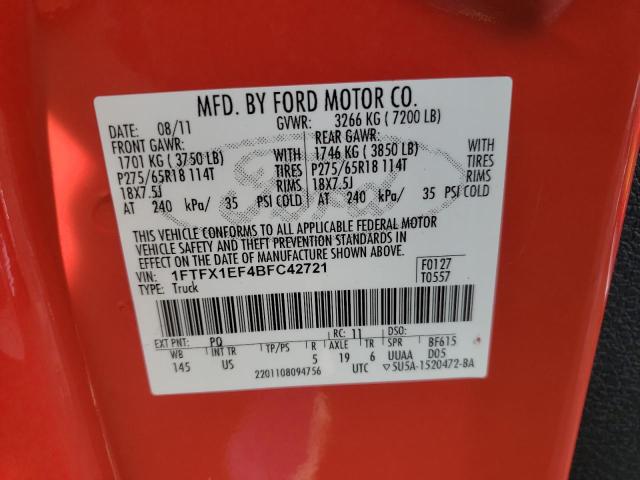 MFD. BY FORD MOTOR CO.
DATE: 08/11 GVWR: 3266 KG ( 7200 LB)
FRONT GAWR: REAR GAWR:
1701 KG ( 3750 LB) WITH 1746 KG ( 3850 LB) WITH
P275/65R18 114T TIRES P275/65R18 114T TIRES
18X7.5J RIMS 18X7.5J RIMS
AT 240 kPa/ 35 PSI COLD AT 240 kPa/ 35 PSI COLD
Ford
THIS VEHICLE CONFORMS TO ALL APPLICABLE FEDERAL MOTOR
VEHICLE SAFETY AND THEFT PREVENTION STANDARDS IN
EFFECT ON THE DATE OF MANUFACTURE SHOWN ABOVE.
VIN: 1FTFX1EF4BFC42721 F0127
TYPE: Truck T0557
EXT PNT: PQ RC: 11 DSO:
WB INT TR TP/PS R AXLE TR SPR BF615
145 US 5 19 6 UUAA D05
2201108094756 UTC ▽5U5A-1520472-BA